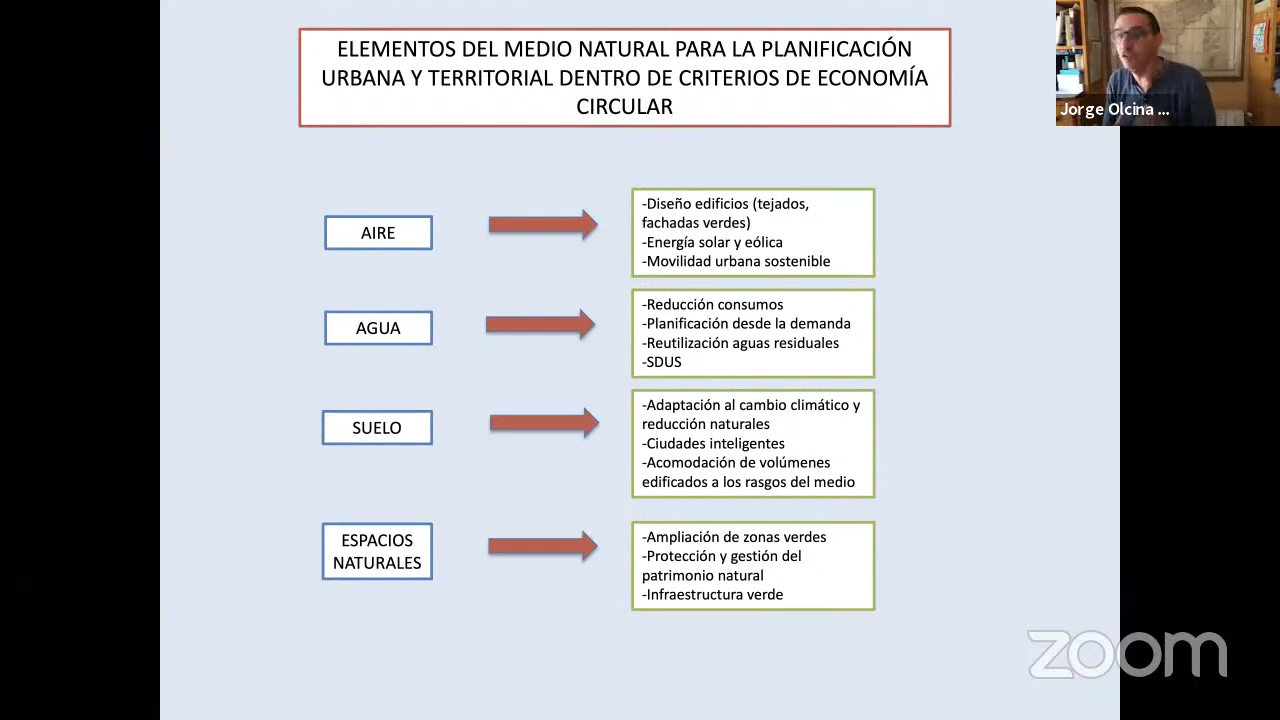 ELEMENTOS DEL MEDIO NATURAL PARA LA PLANIFICACIÓN
URBANA Y TERRITORIAL DENTRO DE CRITERIOS DE ECONOMÍA
CIRCULAR
Jorge Olcina ...
AIRE
-Diseño edificios (tejados,
fachadas verdes)
-Energía solar y eólica
-Movilidad urbana sostenible
AGUA
-Reducción consumos
-Planificación desde la demanda
-Reutilización aguas residuales
-SDUS
SUELO
-Adaptación al cambio climático y
reducción naturales
-Ciudades inteligentes
-Acomodación de volúmenes
edificados a los rasgos del medio
ESPACIOS
NATURALES
-Ampliación de zonas verdes
-Protección y gestión del
patrimonio natural
-Infraestructura verde
zoom